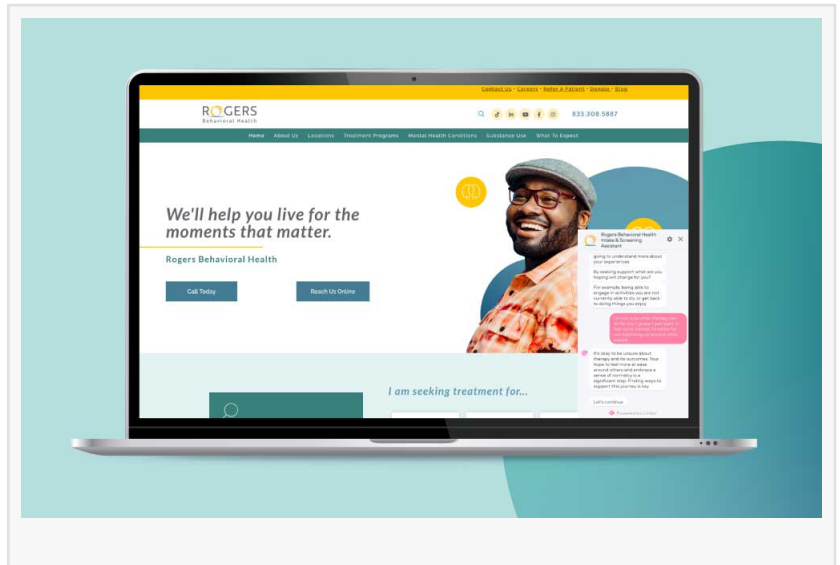 Contact Us • Careers • Refer A Patient • Donate • Blog
ROGERS
Behavioral Health
833.308.5887
Home About Us Locations Treatment Programs Mental Health Conditions Substance Use What To Expect
We'll help you live for the
moments that matter.
Rogers Behavioral Health
Call Today
Reach Us Online
I am seeking treatment for...
Rogers Behavioral Health
Intake & Screening
Assistant
going to understand more about
your experiences.
By seeking support what are you
hoping will change for you?
For example, being able to
engage in activities you are not
currently able to do, or get back
to doing things you enjoy.
It's okay to be unsure about
therapy and its outcomes. Your
hope to feel more at ease
around others and embrace a
sense of normalcy is a
significant step. Finding ways to
support this journey is key.
Let's continue
Powered by Limbic